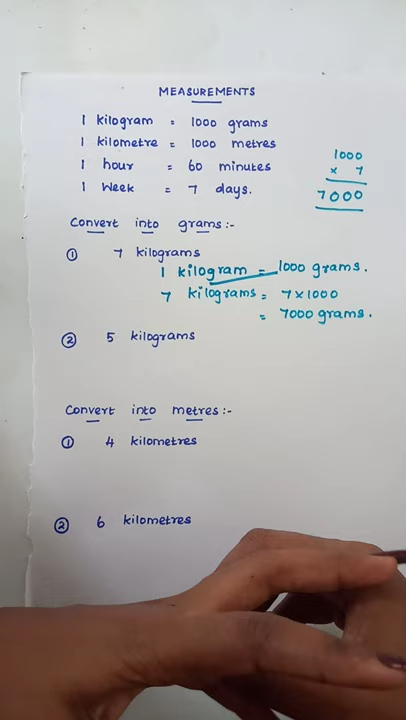 MEASUREMENTS
1 kilogram = 1000 grams
1 kilometre = 1000 metres
1 hour = 60 minutes
1 week = 7 days.
1000
× 7
7000
Convert into grams:-
① 7 kilograms
1 kilogram = 1000 grams.
7 kilograms = 7×1000
= 7000 grams.
② 5 kilograms
Convert into metres:-
① 4 kilometres
② 6 kilometres